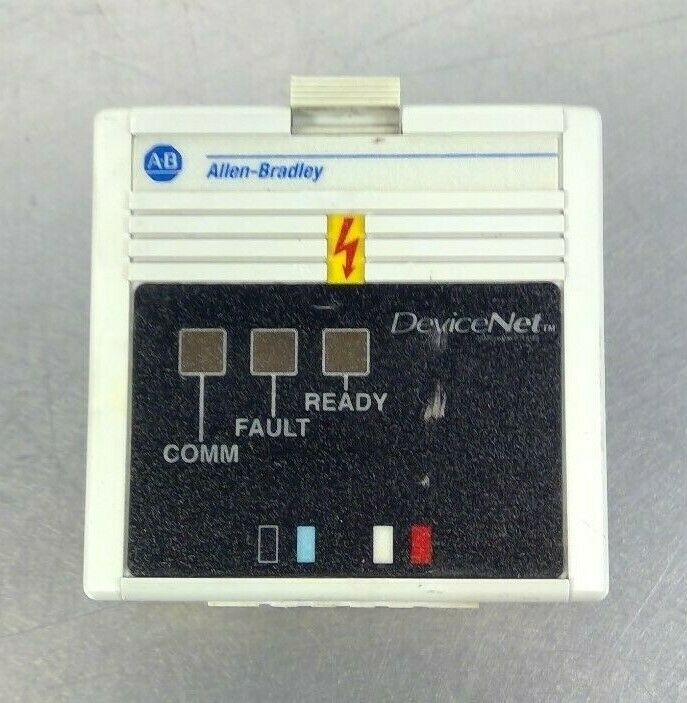 AB
Allen-Bradley
DeviceNet™
READY
FAULT
COMM